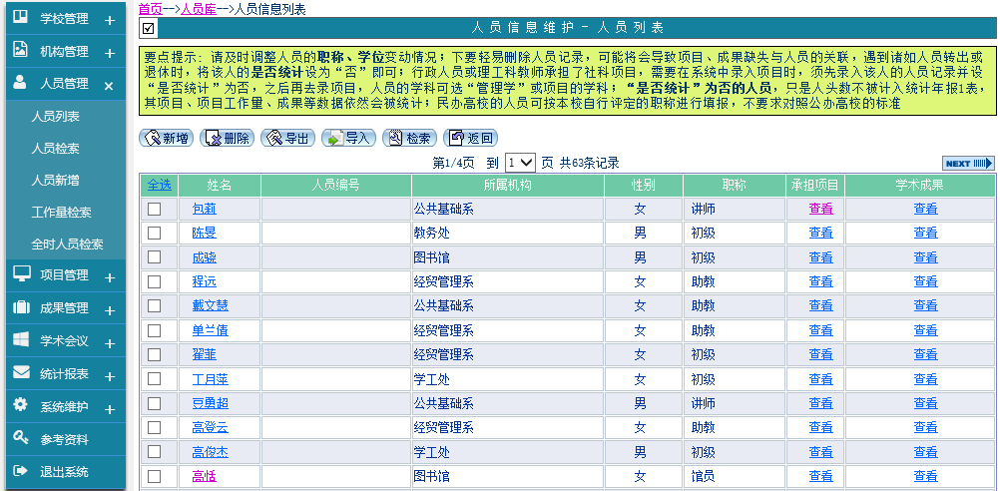 学校管理 +
机构管理 +
人员管理 ×
人员列表
人员检索
人员新增
工作量检索
全时人员检索
项目管理 +
成果管理 +
学术会议 +
统计报表 +
系统维护 +
参考资料
退出系统
首页-->人员库-->人员信息列表
人员信息维护－人员列表
要点提示：请及时调整人员的职称、学位变动情况；不要轻易删除人员记录，可能将会导致项目、成果缺失与人员的关联，遇到诸如人员转出或
退休时，将该人的是否统计设为“否”即可；行政人员或理工科教师承担了社科项目，需要在系统中录入项目时，须先录入该人的人员记录并设
“是否统计”为否，之后再去录项目，人员的学科可选“管理学”或项目的学科；“是否统计”为否的人员，只是人头数不被计入统计年报1表，
其项目、项目工作量、成果等数据依然会被统计；民办高校的人员可按本校自行评定的职称进行填报，不要求对照公办高校的标准
新增 删除 导出 导入 检索 返回
第1/4页 到 1 页 共63条记录 NEXT
全选 姓名 人员编号 所属机构 性别 职称 承担项目 学术成果
包莉 公共基础系 女 讲师 查看 查看
陈旻 教务处 男 初级 查看 查看
成骁 图书馆 男 初级 查看 查看
程远 经贸管理系 女 助教 查看 查看
戴文慧 公共基础系 女 助教 查看 查看
单兰倩 经贸管理系 女 助教 查看 查看
翟菲 经贸管理系 女 初级 查看 查看
丁月萍 学工处 女 初级 查看 查看
豆勇超 公共基础系 男 讲师 查看 查看
高登云 经贸管理系 女 助教 查看 查看
高俊杰 学工处 男 初级 查看 查看
高恬 图书馆 女 馆员 查看 查看